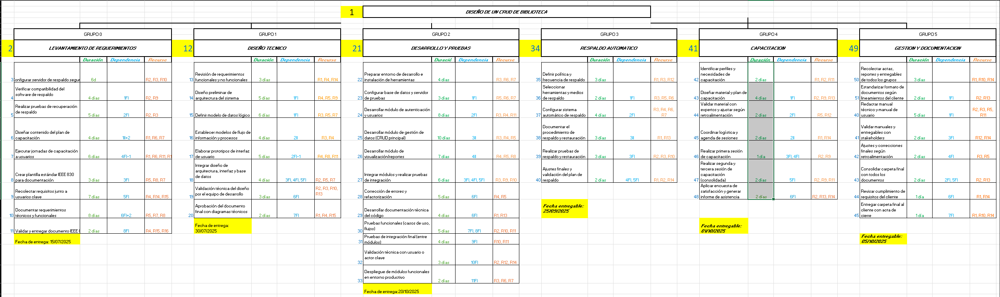 1 DISEÑO DE UN CRUD DE BIBLIOTECA
GRUPO 0
2 LEVANTAMIENTO DE REQUERIMIENTOS
Duración Dependencia Recurso
3 onfigurar servidor de respaldo segur 6d R2, R3, R10
Verificar compatibilidad del
4 software de respaldo 4 días 1FI R2, R9
Realizar pruebas de recuperación
5 de respaldo 5 días 2FI R2, R3
Diseñar contenido del plan de
6 capacitación 4 días 1II+2 R1, R6, R7
Ejecutar jornadas de capacitación
7 a usuarios 6 días 4FI-1 R1, R6, R11, R1
Crear plantilla estándar IEEE 830
8 para documentación 3 días 3FI R5, R8, R7
Recolectar requisitos junto a
9 usuarios clave 7 días 5FI R4, R14, R15
Documentar requerimientos
10 técnicos y funcionales 8 días 6FI+2 R5, R7, R8
11 Validar y entregar documento IEEE 8 2 días 8FI R4, R15, R16
Fecha de entrega: 15/07/2025
GRUPO 1
12 DISEÑO TECNICO
Duración Dependencia Recurso
Revisión de requerimientos
13 funcionales y no funcionales 3 días R1, R4, R14
Diseño preliminar de
14 arquitectura del sistema 5 días 1FI R4, R5, R9
15 Definir modelo de datos lógico 6 días 1FI R3, R5, R7
Establecer modelos de flujo de
16 información y procesos 4 días 2II R3, R4
Elaborar prototipos de interfaz
17 de usuario 5 días 2FI-1 R4, R8, R11
Integrar diseño de
arquitectura, interfaz y base
18 de datos 4 días 3FI, 4FI, 5FI R2, R5, R7
Validación técnica del diseño
19 por el equipo de desarrollo 3 días 6FI R2, R3, R10,
R13
Aprobación del documento
20 final con diagramas técnicos 2 días 7FI R1, R4, R15
Fecha de entrega:
30/07/2025
GRUPO 2
21 DESARROLLO Y PRUEBAS
Duració Dependencia Recurso
Preparar entorno de desarrollo e
22 instalación de herramientas 4 días R3, R6, R7
Configurar base de datos y servidor
23 de pruebas 3 días 1FI R5, R6, R7
Desarrollar módulo de autenticación
24 y usuarios 8 días 2FI R3, R4, R11
Desarrollar módulo de gestión de
25 datos (CRUD principal) 10 días 3II R3, R4, R5
Desarrollar módulo de
26 visualización/reportes 7 días 4II R4, R5, R8
Integrar módulos y realizar pruebas
27 de integración 6 días 3FI, 4FI, 5FI R3, R9, R10
Corrección de errores y
28 refactorización 5 días 6FI R4, R5
Desarrollar documentación técnica
29 del código 4 días 6FI R1, R13
Pruebas funcionales (casos de uso,
30 flujos) 5 días 7FI, 8FI R2, R10, R11
Pruebas de integración final (entre
31 módulos) 4 días 9FI R10, R11
Validación técnica con usuario o
32 actor clave 3 días 10FI R2, R12, R14
Despliegue de módulos funcionales
33 en entorno productivo 2 días 11FI R3, R6, R7
Fecha de entrega:20/10/2025
GRUPO 3
34 RESPALDO AUTOMATICO
Duración Dependencia Recurso
Definir política y
35 frecuencia de respaldo 3 días R1, R3, R12
Seleccionar
herramientas y medios
36 de respaldo 2 días 1FI R3, R5, R6
Configurar sistema
37 automático de respaldo 4 días 2FI R3, R4, R6,
R7
Documentar el
procedimiento de
38 respaldo y restauración 3 días 3II R1, R13
Realizar pruebas de
39 respaldo y restauración 3 días 3FI R2, R3, R10
Ajustes finales y
validación del plan de
40 respaldo 2 días 4FI, 5FI R1, R2, R14
Fecha entregable:
25/09/2025
GRUPO 4
41 CAPACITACION
Duración Dependencia Recurso
Identificar perfiles y
necesidades de
42 capacitación 2 días R1, R2, R11
Diseñar material y plan de
43 capacitación 4 días 1FI R2, R9, R13
Validar material con
expertos y ajustar según
44 retroalimentación 2 días 2FI R5, R12
Coordinar logística y
45 agenda de sesiones 2 días 2II R1, R14
Realizar primera sesión
46 de capacitación 1 día 3FI, 4FI R2, R9
Realizar segunda y
tercera sesión de
capacitación
47 (consolidada) 2 días 5FI R2, R9, R11
Aplicar encuesta de
satisfacción y generar
48 informe de asistencia 2 días 6FI R2, R13, R14
Fecha entregable:
01/10/2025
GRUPO 5
49 GESTION Y DOCUMENTACION
Duración Dependencia Recurso
Recolectar actas,
reportes y entregables
50 de todos los grupos 3 días R1, R10, R14
Estandarizar formato de
documentos según
51 lineamientos del cliente 2 días 1FI R2, R13
Redactar manual
técnico y manual de
40 usuario 5 días 1FI R2, R3, R5,
R11
Validar manuales y
entregables con
41 stakeholders 2 días 3FI R12, R14
Ajustes y correcciones
finales según
42 retroalimentación 2 días 4FI R3, R5
Consolidar carpeta final
con todos los
43 documentos 2 días 2FI, 5FI R2, R13
Revisar cumplimiento de
44 requisitos del cliente 1 día 6FI R1, R14
Entregar carpeta final al
cliente con acta de
45 cierre 1 día 7FI R1, R10, R14
Fecha entregable:
05/10/2025